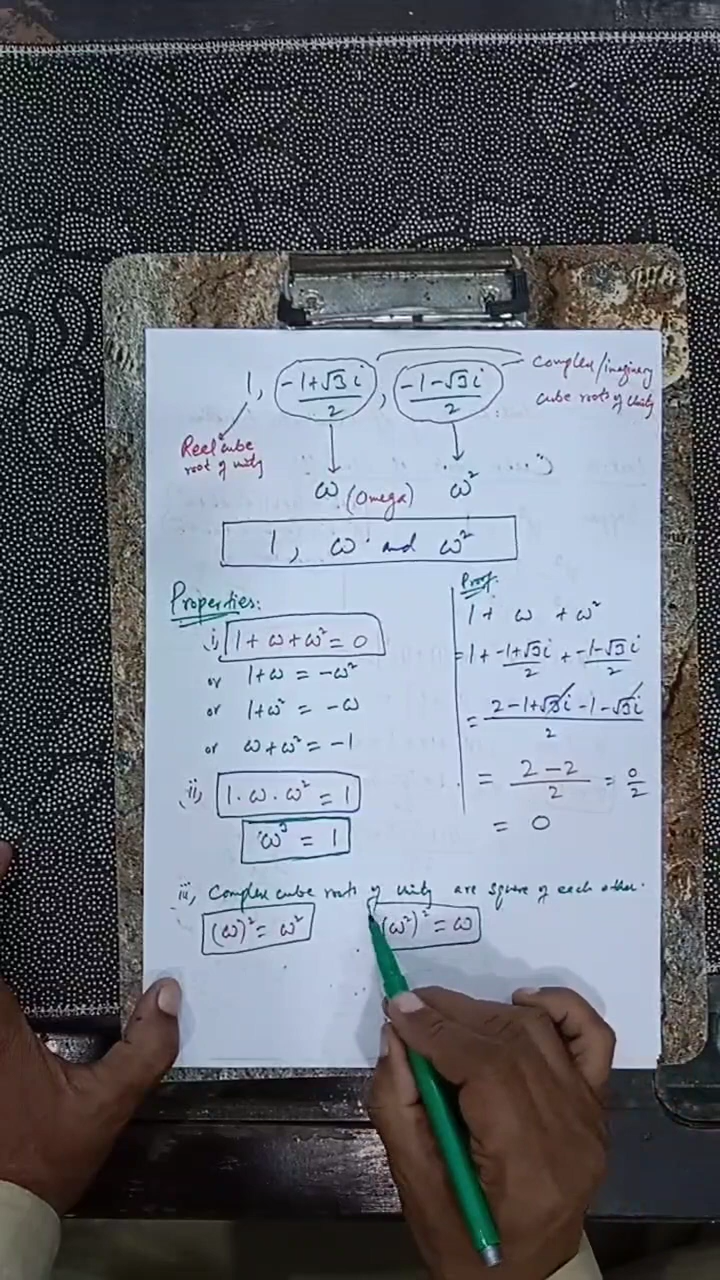 1, (-1+√3i)/2, (-1-√3i)/2
Complex/imaginary
cube roots of Unity
Real cube
root of unity
ω (Omega) ω²
1, ω and ω²
Properties:
i, 1 + ω + ω² = 0
or 1+ω = -ω²
or 1+ω² = -ω
or ω+ω² = -1
ii, 1 · ω · ω² = 1
ω³ = 1
Proof:
1 + ω + ω²
= 1 + (-1+√3i)/2 + (-1-√3i)/2
= (2-1+√3i-1-√3i)/2
= (2-2)/2 = 0/2
= 0
iii, Complex cube roots of Unity are square of each other.
(ω)² = ω² (ω²)² = ω